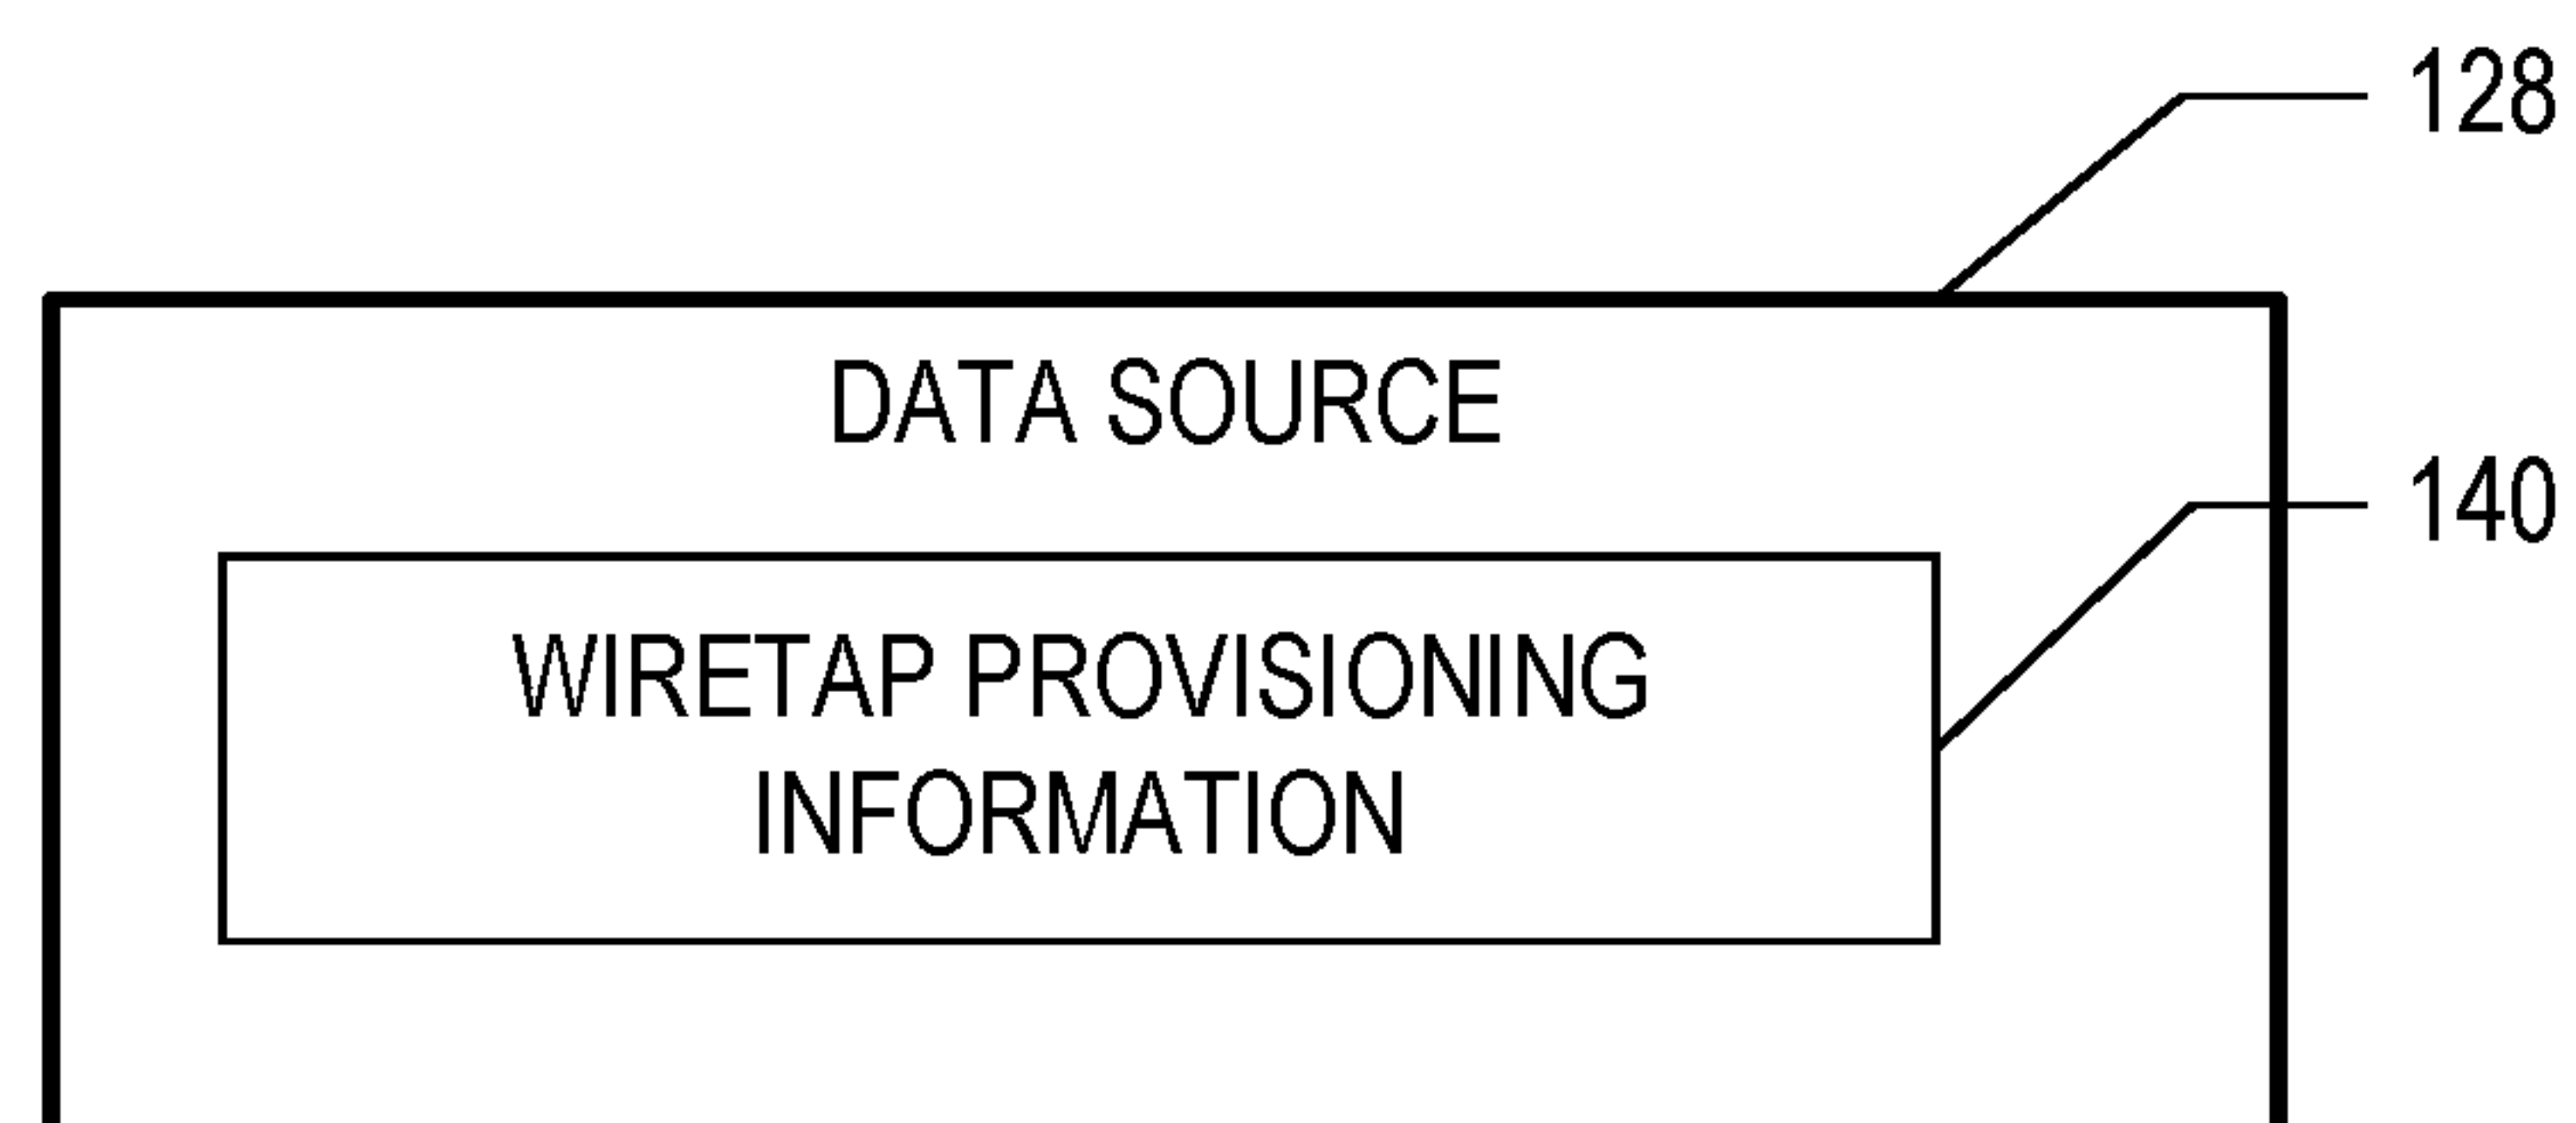 128
DATA SOURCE
140
WIRETAP PROVISIONING
INFORMATION